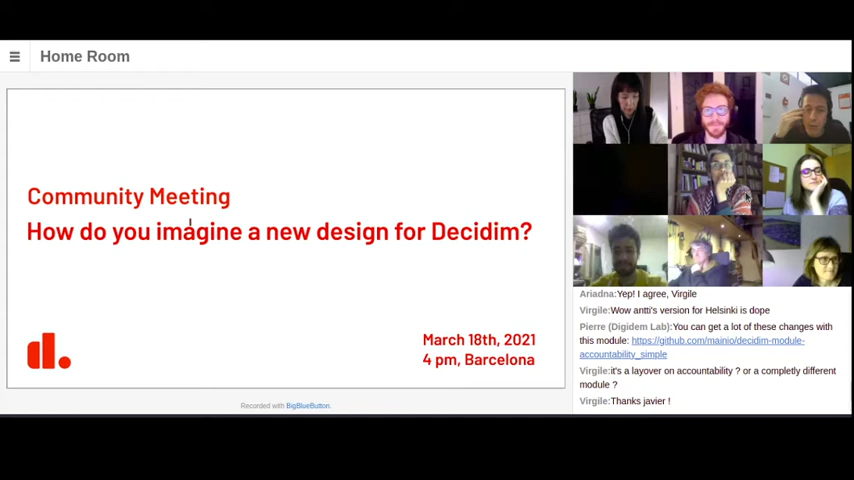 Home Room
Community Meeting
How do you imagine a new design for Decidim?
d.
March 18th, 2021
4 pm, Barcelona
Recorded with BigBlueButton.
Ariadna:Yep! I agree, Virgile
Virgile:Wow antti's version for Helsinki is dope
Pierre (Digidem Lab):You can get a lot of these changes with
this module: https://github.com/mainio/decidim-module-
accountability_simple
Virgile:it's a layover on accountability ? or a completly different
module ?
Virgile:Thanks javier !